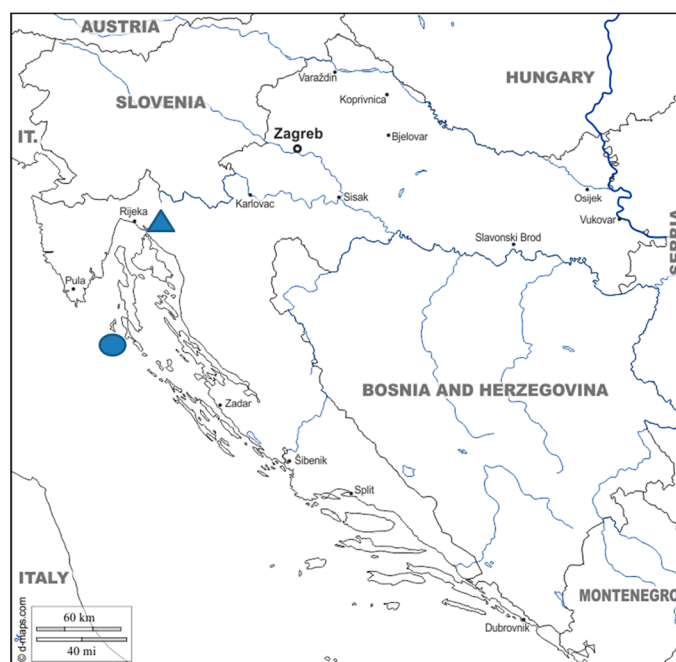 AUSTRIA
Varaždin
HUNGARY
Koprivnica
SLOVENIA
IT.
Zagreb
Bjelovar
Karlovac
Sisak
Osijek
Rijeka
Vukovar
SERBIA
Slavonski Brod
Pula
BOSNIA AND HERZEGOVINA
Zadar
Šibenik
Split
ITALY
MONTENEGRO
60 km
Dubrovnik
40 mi
© d-maps.com